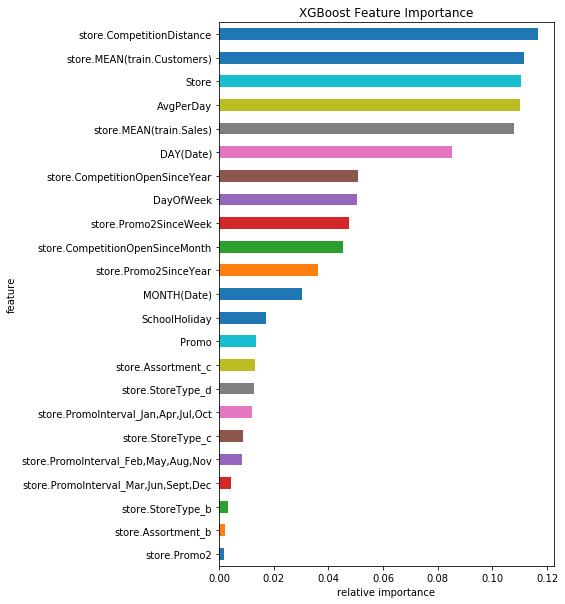 XGBoost Feature Importance
store.CompetitionDistance
store.MEAN(train.Customers)
Store
AvgPerDay
store.MEAN(train.Sales)
DAY(Date)
store.CompetitionOpenSinceYear
DayOfWeek
store.Promo2SinceWeek
store.CompetitionOpenSinceMonth
store.Promo2SinceYear
MONTH(Date)
SchoolHoliday
Promo
store.Assortment_c
store.StoreType_d
store.PromoInterval_Jan,Apr,Jul,Oct
store.StoreType_c
store.PromoInterval_Feb,May,Aug,Nov
store.PromoInterval_Mar,Jun,Sept,Dec
store.StoreType_b
store.Assortment_b
store.Promo2
feature
0.00 0.02 0.04 0.06 0.08 0.10 0.12
relative importance